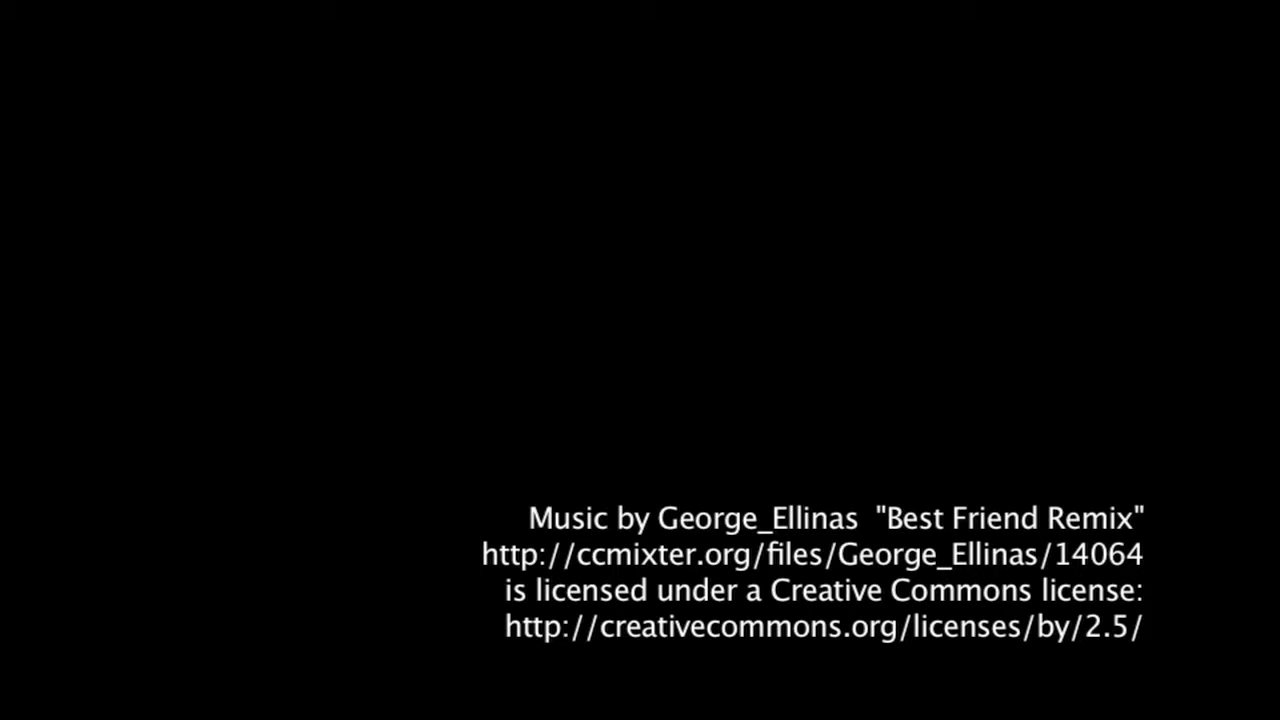 Music by George_Ellinas  "Best Friend Remix"
http://ccmixter.org/files/George_Ellinas/14064
is licensed under a Creative Commons license:
http://creativecommons.org/licenses/by/2.5/